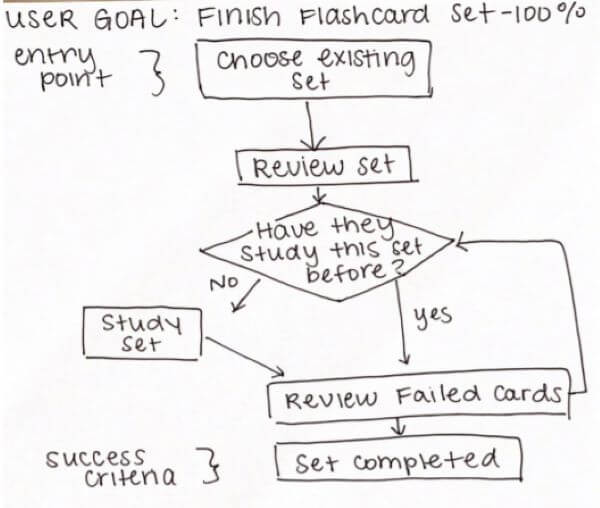 USER GOAL: Finish Flashcard set-100%
entry
point
choose existing
set
Review set
Have they
study this set
before?
NO
yes
study
set
Review Failed cards
success
criteria
set completed